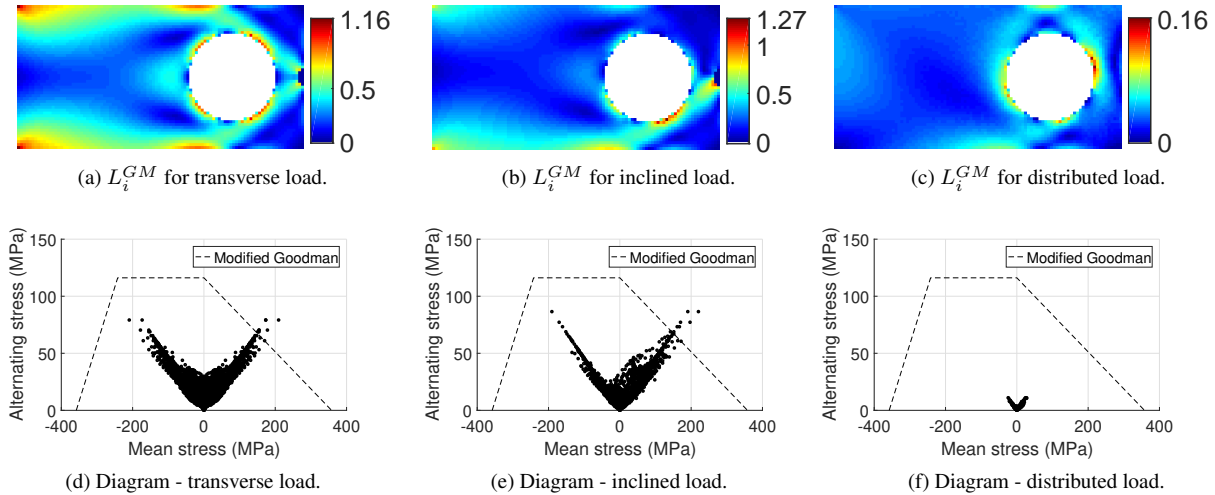 1.16
0.5
0
1.27
1
0.5
0
0.16
0
(a) L_i^{GM} for transverse load.
(b) L_i^{GM} for inclined load.
(c) L_i^{GM} for distributed load.
Alternating stress (MPa)
150
100
50
0
-400 -200 0 200 400
Mean stress (MPa)
Modified Goodman
Alternating stress (MPa)
150
100
50
0
-400 -200 0 200 400
Mean stress (MPa)
Modified Goodman
Alternating stress (MPa)
150
100
50
0
-400 -200 0 200 400
Mean stress (MPa)
Modified Goodman
(d) Diagram - transverse load.
(e) Diagram - inclined load.
(f) Diagram - distributed load.